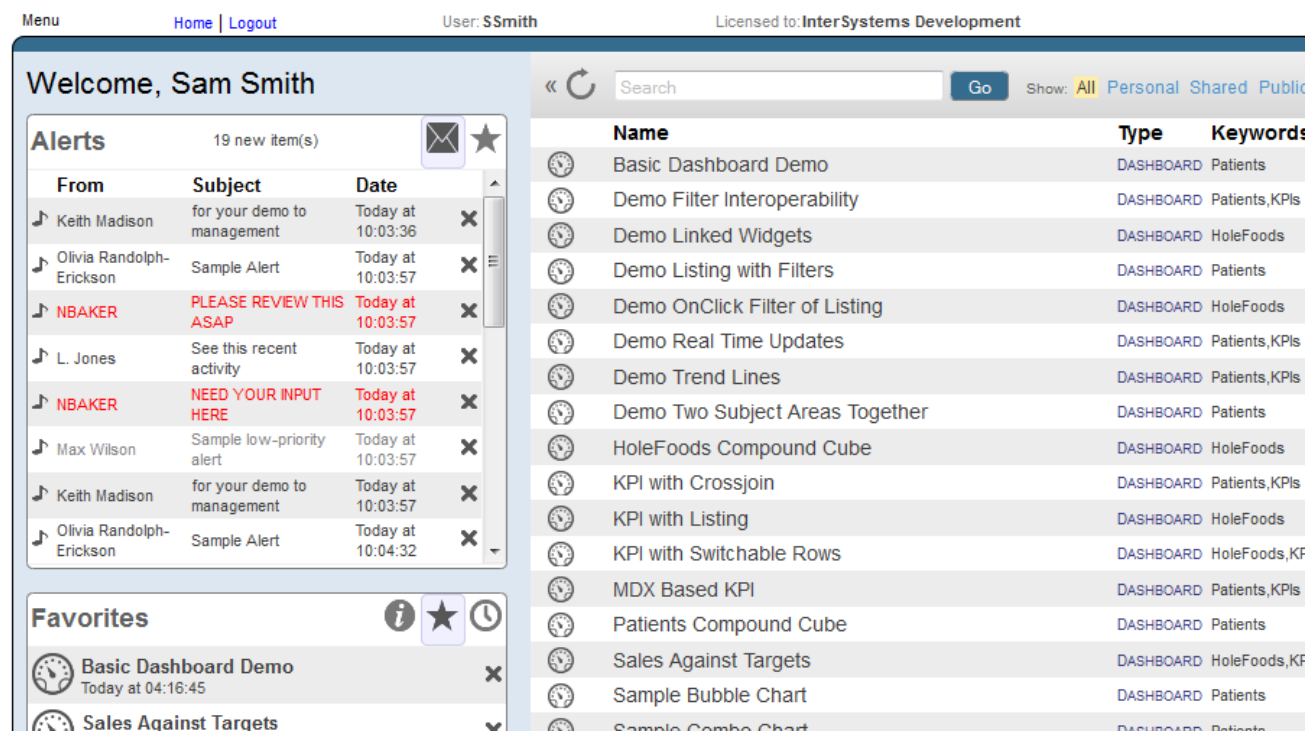 Menu Home | Logout User: SSmith Licensed to: InterSystems Development
Welcome, Sam Smith
Alerts 19 new item(s)
From Subject Date
Keith Madison for your demo to management Today at 10:03:36
Olivia Randolph-Erickson Sample Alert Today at 10:03:57
NBAKER PLEASE REVIEW THIS ASAP Today at 10:03:57
L. Jones See this recent activity Today at 10:03:57
NBAKER NEED YOUR INPUT HERE Today at 10:03:57
Max Wilson Sample low-priority alert Today at 10:03:57
Keith Madison for your demo to management Today at 10:03:57
Olivia Randolph-Erickson Sample Alert Today at 10:04:32
Favorites
Basic Dashboard Demo
Today at 04:16:45
Sales Against Targets
« Search Go Show: All Personal Shared Public
Name Type Keywords
Basic Dashboard Demo DASHBOARD Patients
Demo Filter Interoperability DASHBOARD Patients,KPIs
Demo Linked Widgets DASHBOARD HoleFoods
Demo Listing with Filters DASHBOARD Patients
Demo OnClick Filter of Listing DASHBOARD HoleFoods
Demo Real Time Updates DASHBOARD Patients,KPIs
Demo Trend Lines DASHBOARD Patients,KPIs
Demo Two Subject Areas Together DASHBOARD Patients
HoleFoods Compound Cube DASHBOARD HoleFoods
KPI with Crossjoin DASHBOARD Patients,KPIs
KPI with Listing DASHBOARD HoleFoods
KPI with Switchable Rows DASHBOARD HoleFoods,KP
MDX Based KPI DASHBOARD Patients,KPIs
Patients Compound Cube DASHBOARD Patients
Sales Against Targets DASHBOARD HoleFoods,KP
Sample Bubble Chart DASHBOARD Patients
Sample Combo Chart DASHBOARD Patients